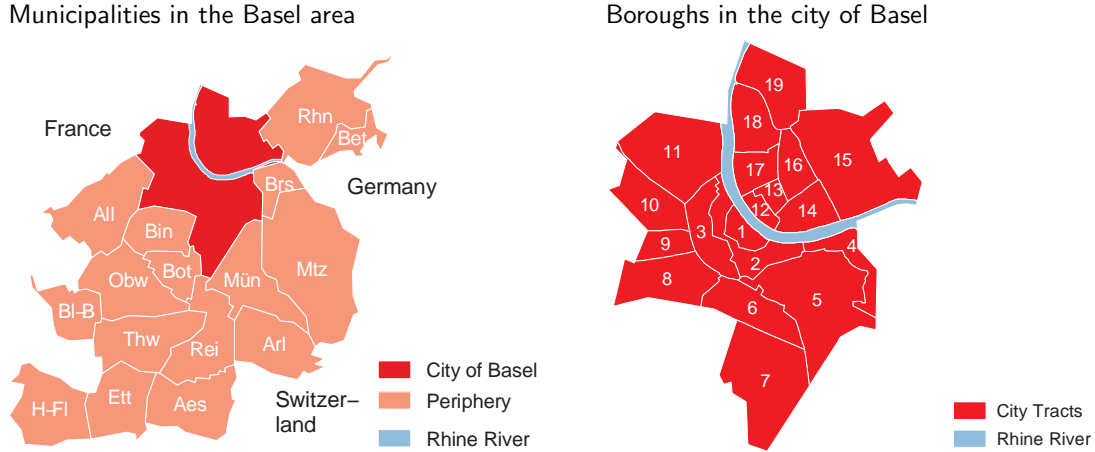 Municipalities in the Basel area
France
Rhn
Bet
Germany
Brs
All
Bin
Mtz
Obw
Bot
Mün
Bl–B
Thw
Rei
Arl
H–Fl
Ett
Aes
Switzer–
land
City of Basel
Periphery
Rhine River
Boroughs in the city of Basel
19
18
11
17
16
15
13
10
12
14
3
1
9
4
2
8
6
5
7
City Tracts
Rhine River